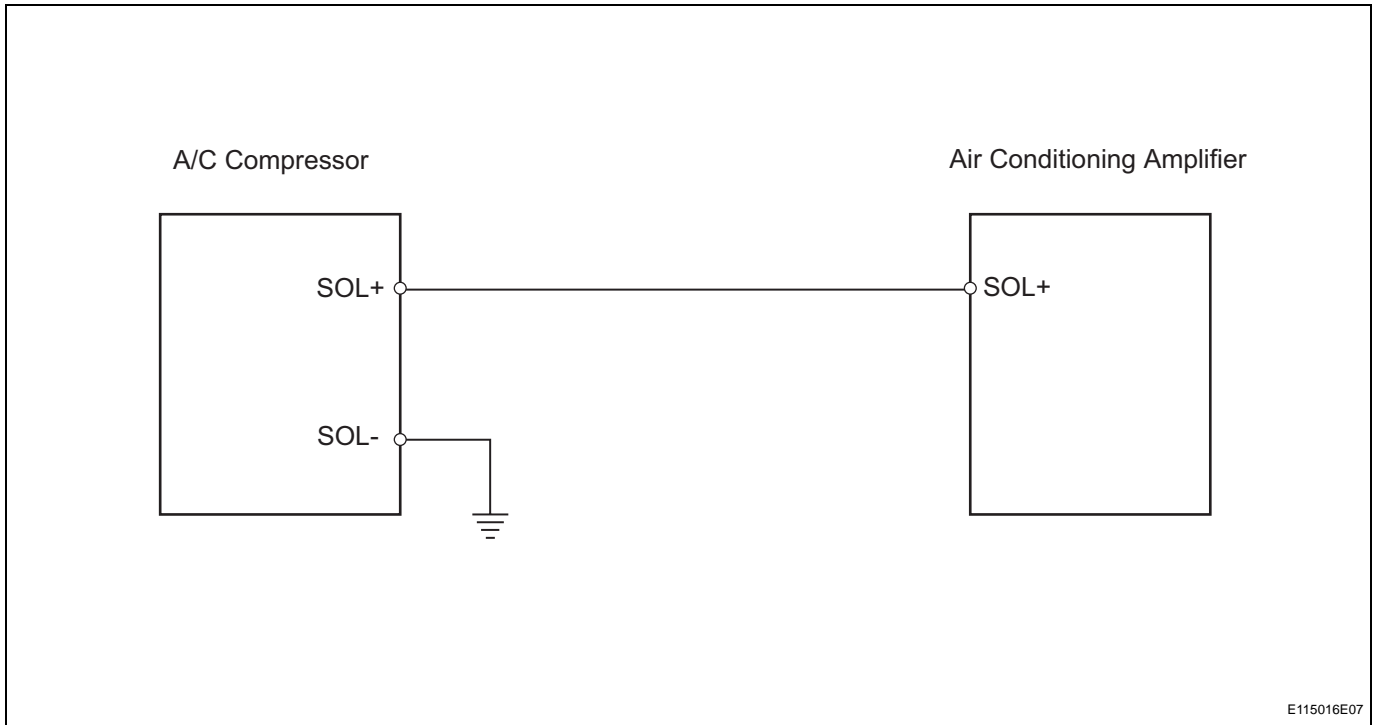 A/C Compressor
Air Conditioning Amplifier
SOL+
SOL+
SOL-
E115016E07